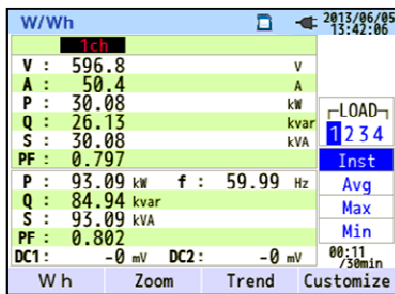 W/Wh 2013/06/05
13:42:06
1ch
V : 596.8 V
A : 50.4 A
P : 30.08 kW
Q : 26.13 kvar
S : 30.08 kVA
PF : 0.797
P : 93.09 kW f : 59.99 Hz
Q : 84.94 kvar
S : 93.09 kVA
PF : 0.802
DC1 : -0 mV DC2 : -0 mV
LOAD
1 2 3 4
Inst
Avg
Max
Min
00:11
/30min
Wh Zoom Trend Customize